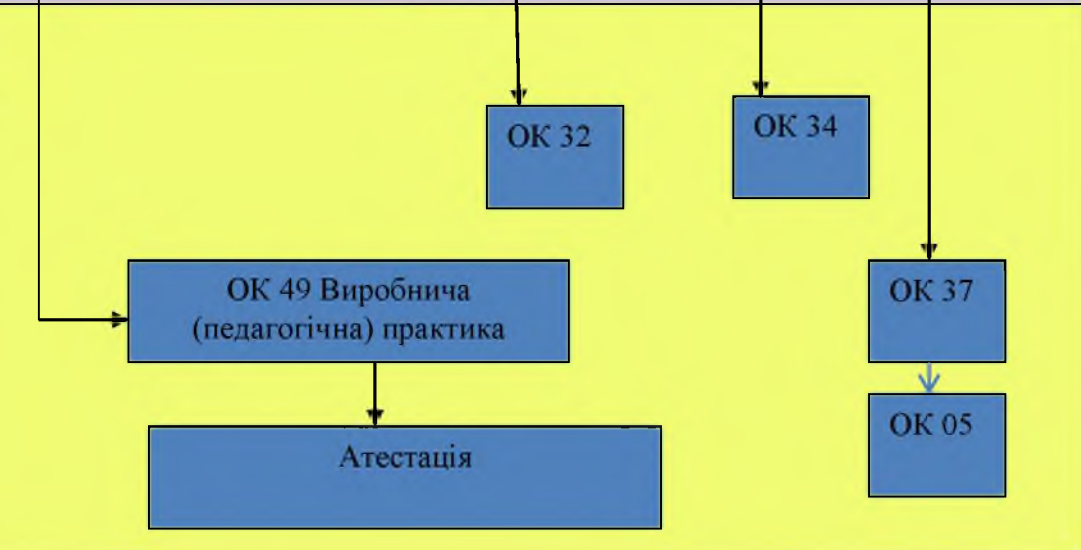 ОК 32
ОК 34
ОК 49 Виробнича
(педагогічна) практика
ОК 37
ОК 05
Атестація